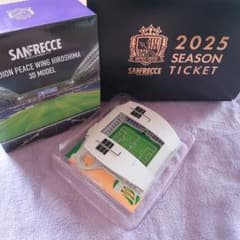 SANFRECCE
DION PEACE WING HIROSHIMA
3D MODEL
SANFRECCE
2025
SEASON
TICKET